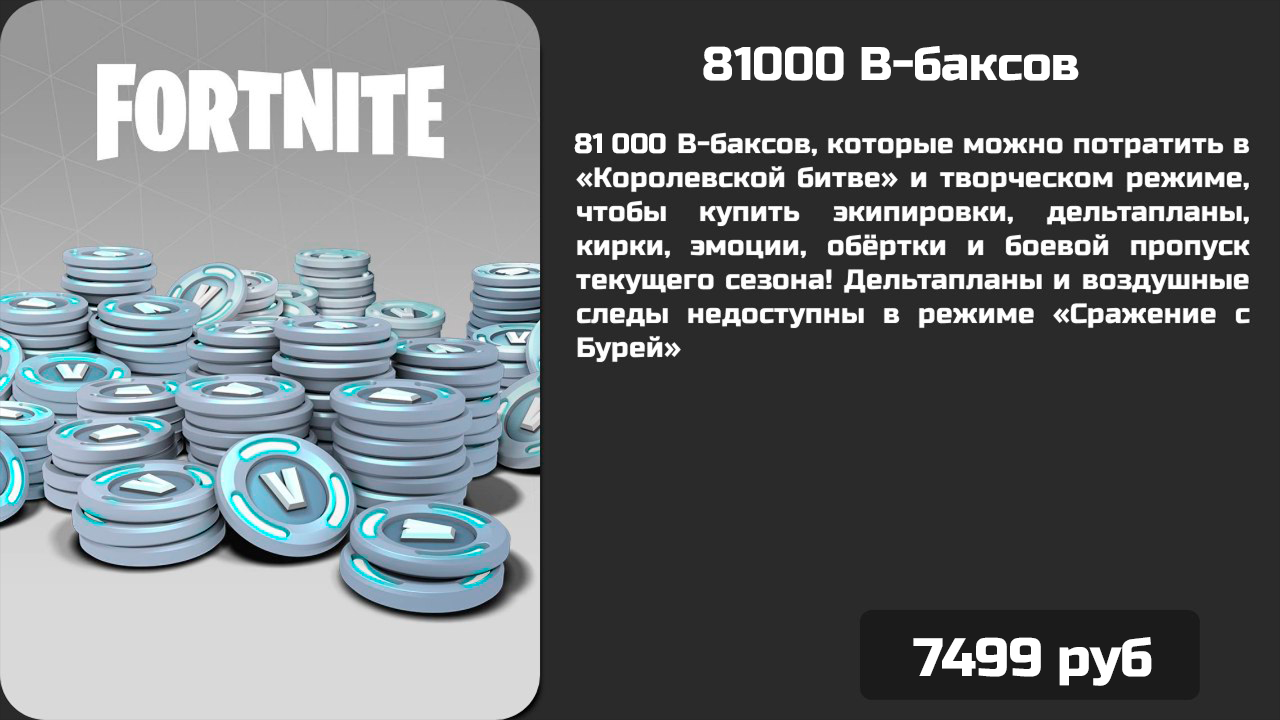 FORTNITE
81000 В-баксов
81 000 В-баксов, которые можно потратить в
«Королевской битве» и творческом режиме,
чтобы купить экипировки, дельтапланы,
кирки, эмоции, обёртки и боевой пропуск
текущего сезона! Дельтапланы и воздушные
следы недоступны в режиме «Сражение с
Бурей»
7499 руб